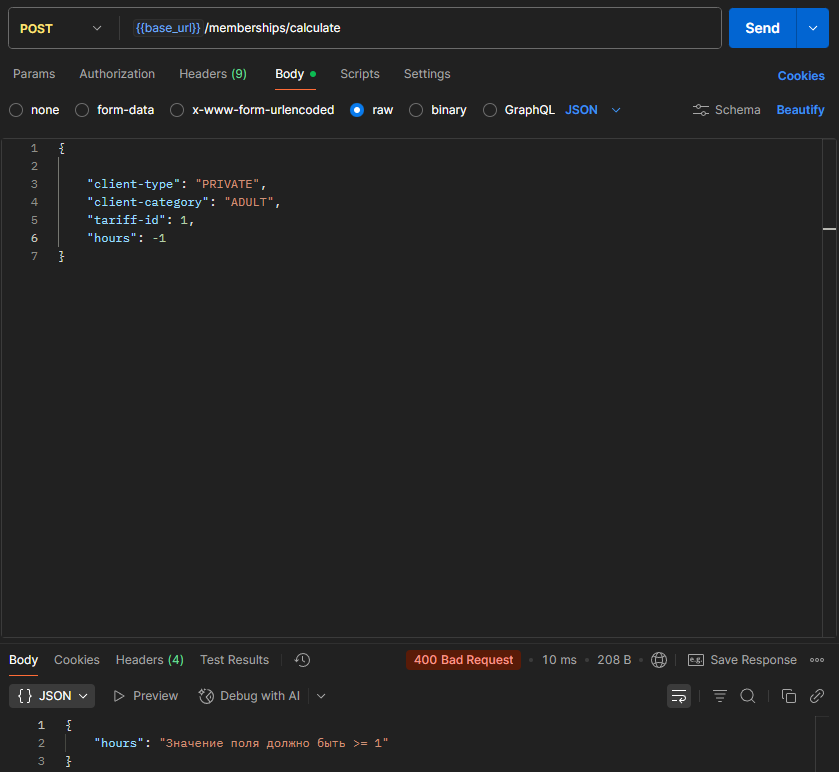 POST {{base_url}} /memberships/calculate Send
Params Authorization Headers (9) Body Scripts Settings Cookies
none form-data x-www-form-urlencoded raw binary GraphQL JSON Schema Beautify
1 {
2
3 "client-type": "PRIVATE",
4 "client-category": "ADULT",
5 "tariff-id": 1,
6 "hours": -1
7 }
Body Cookies Headers (4) Test Results 400 Bad Request • 10 ms • 208 B • e.g. Save Response
{} JSON Preview Debug with AI
1 {
2 "hours": "Значение поля должно быть >= 1"
3 }